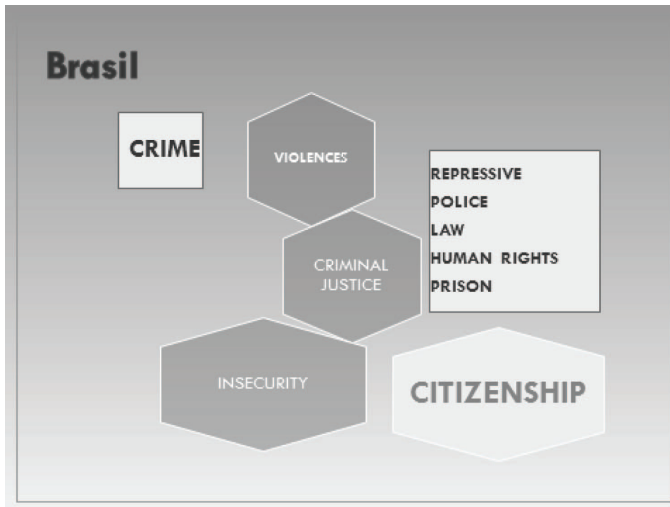 Brasil
CRIME
VIOLENCES
REPRESSIVE
POLICE
LAW
HUMAN RIGHTS
PRISON
CRIMINAL
JUSTICE
INSECURITY
CITIZENSHIP